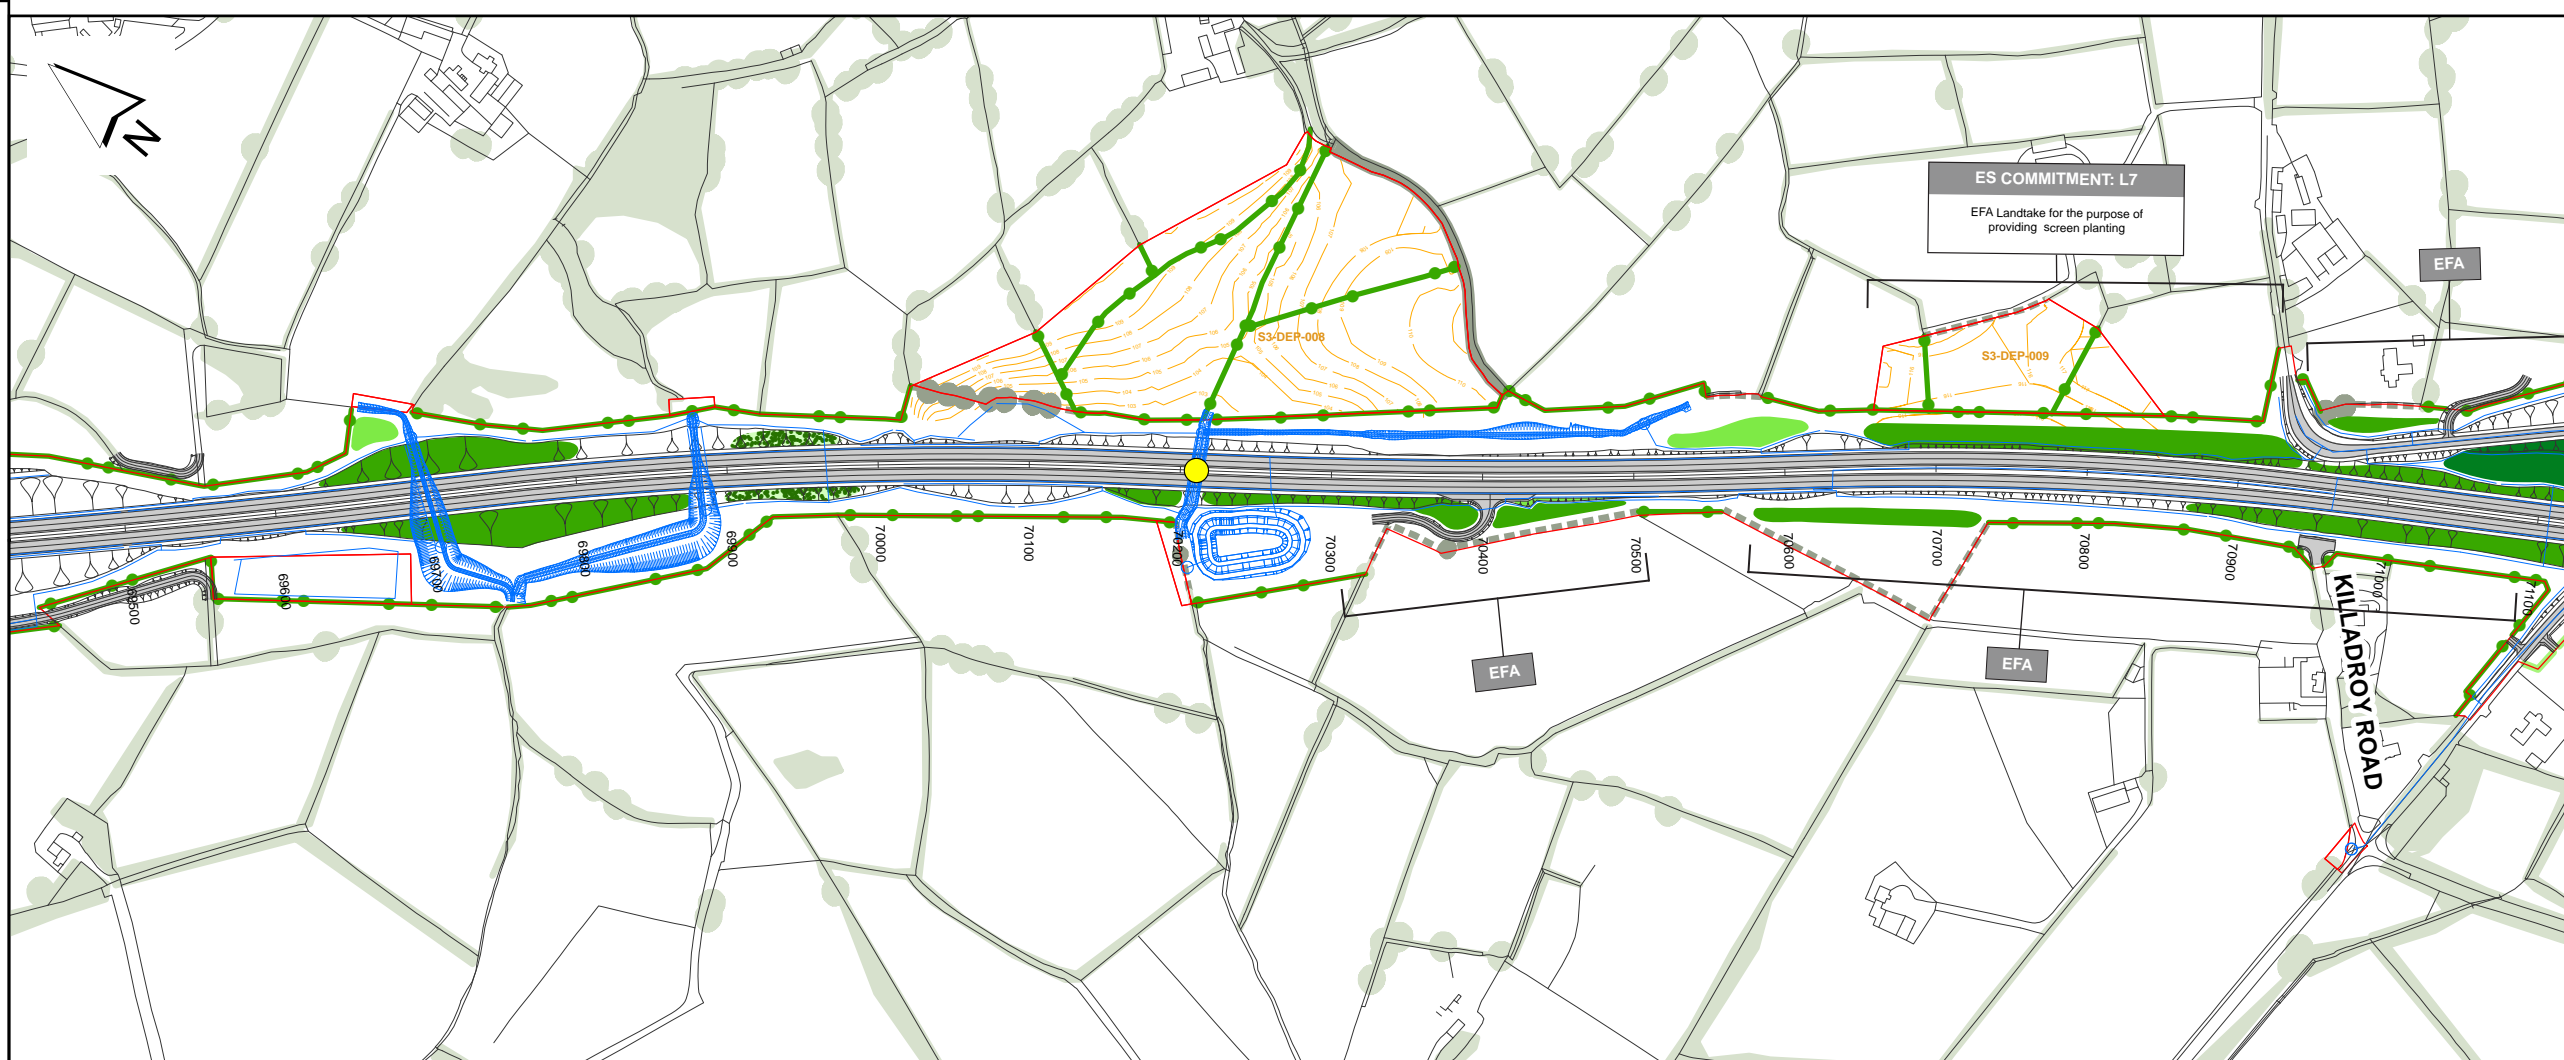 N
ES COMMITMENT: L7
EFA Landtake for the purpose of
providing screen planting
EFA
S3-DEP-008
S3-DEP-009
69500
69600
69700
69800
69900
70000
70100
70200
70300
70400
70500
70600
70700
70800
70900
71000
71100
KILLADROY ROAD
EFA
EFA